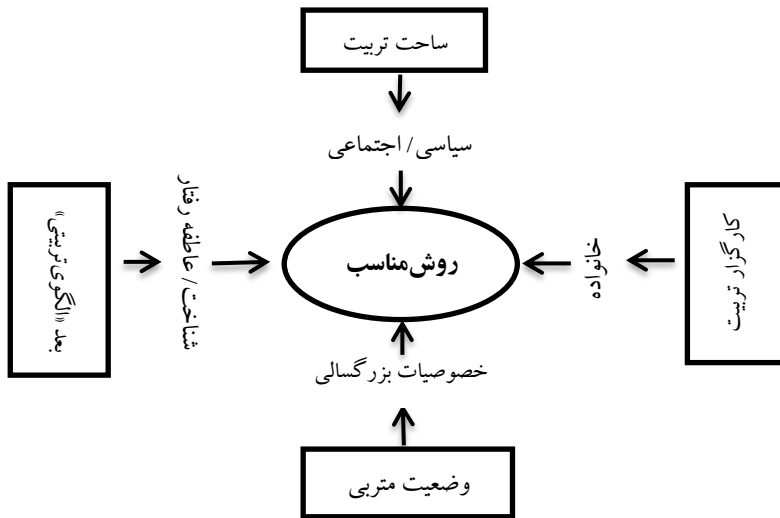 ساحت تربیت
سیاسی/ اجتماعی
کارگزار تربیت
خانواده
روش‌مناسب
شناخت/ عاطفه رفتار
بعد «الگوی تربیتی»
خصوصیات بزرگسالی
وضعیت متربی